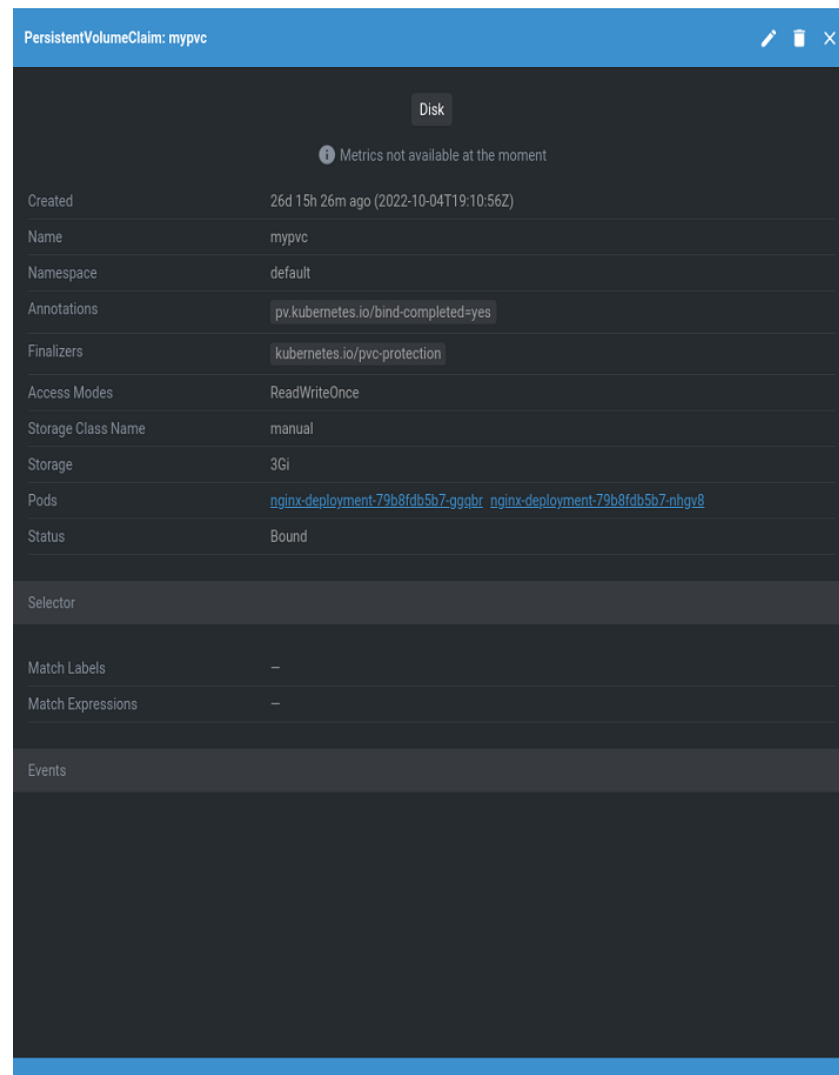 PersistentVolumeClaim: mypvc
Disk
Metrics not available at the moment
Created 26d 15h 26m ago (2022-10-04T19:10:56Z)
Name mypvc
Namespace default
Annotations pv.kubernetes.io/bind-completed=yes
Finalizers kubernetes.io/pvc-protection
Access Modes ReadWriteOnce
Storage Class Name manual
Storage 3Gi
Pods nginx-deployment-79b8fdb5b7-ggqbr nginx-deployment-79b8fdb5b7-nhgv8
Status Bound
Selector
Match Labels –
Match Expressions –
Events